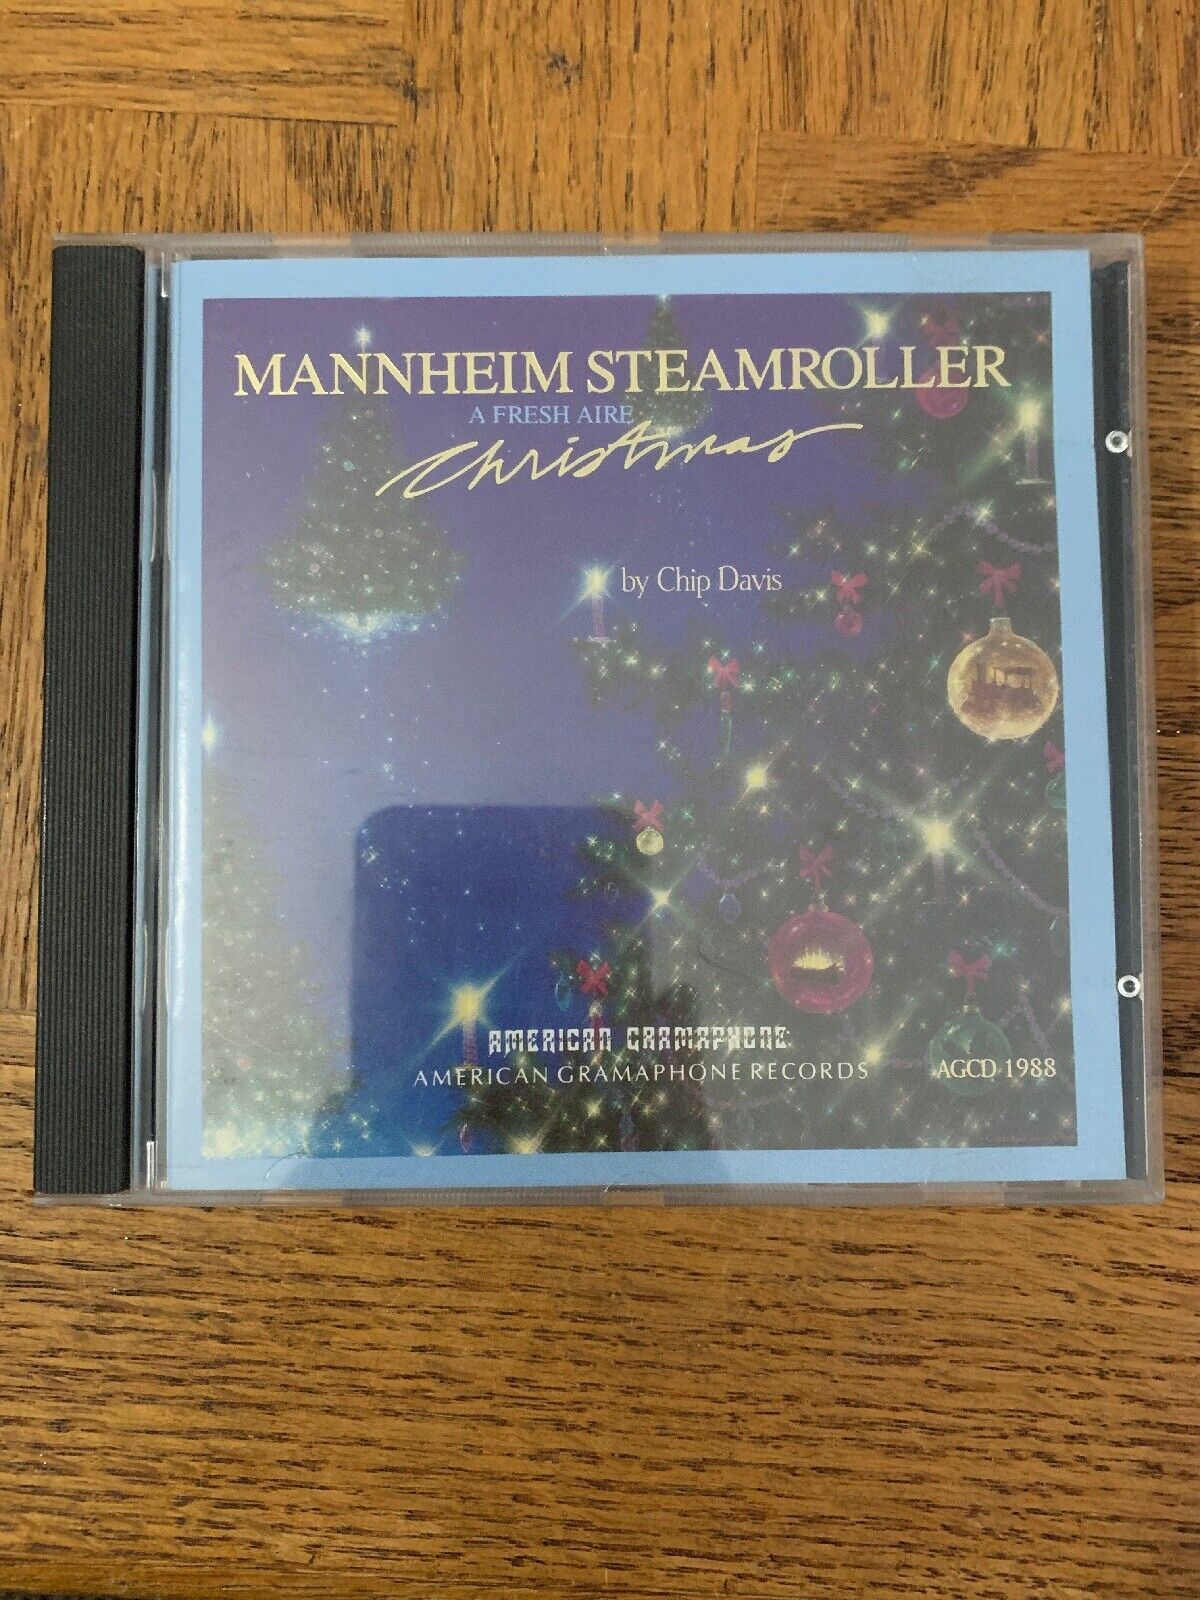 MANNHEIM STEAMROLLER
A FRESH AIRE
Christmas
by Chip Davis
AMERICAN GRAMAPHONE
AMERICAN GRAMAPHONE RECORDS
AGCD 1988